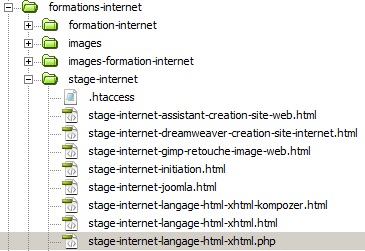 formations-internet
formation-internet
images
images-formation-internet
stage-internet
.htaccess
stage-internet-assistant-creation-site-web.html
stage-internet-dreamweaver-creation-site-internet.html
stage-internet-gimp-retouche-image-web.html
stage-internet-initiation.html
stage-internet-joomla.html
stage-internet-langage-html-xhtml-kompozer.html
stage-internet-langage-html-xhtml.html
stage-internet-langage-html-xhtml.php